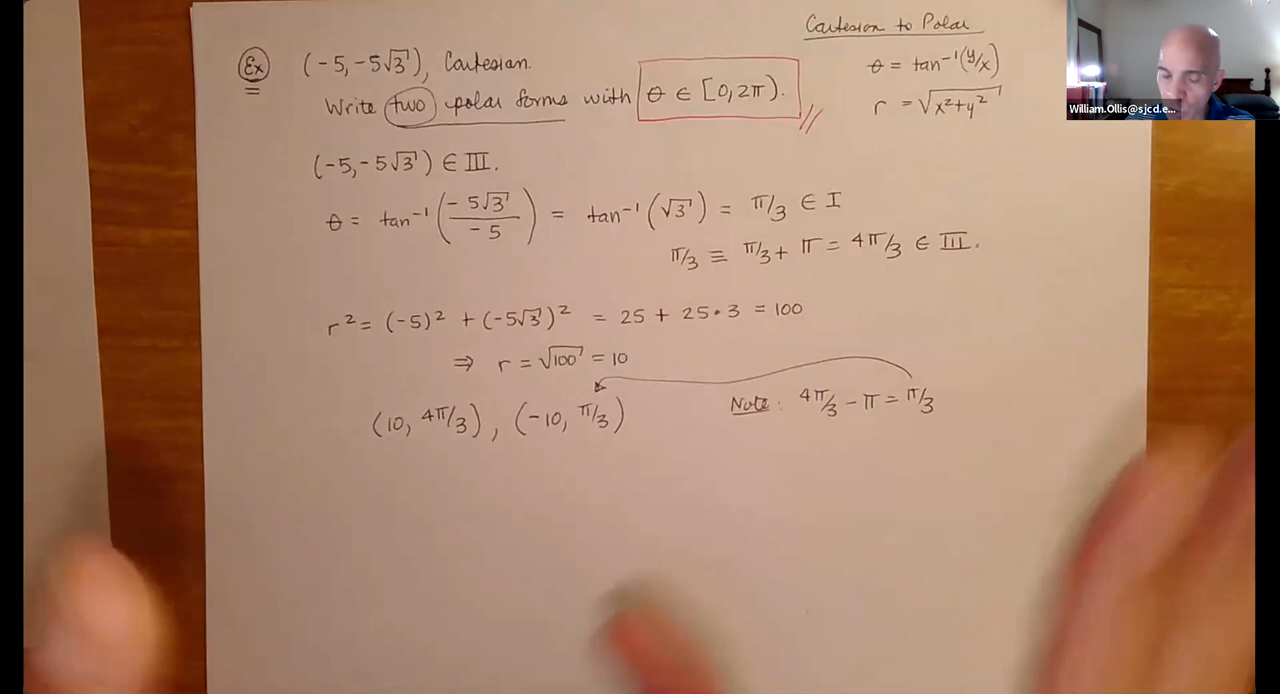 Cartesian to Polar
θ = tan⁻¹(y/x)
r = √x²+y²
William.Ollis@sjcd.e...
Ex (-5, -5√3), Cartesian.
Write two polar forms with θ ∈ [0, 2π).
(-5, -5√3) ∈ III.
θ = tan⁻¹(-5√3/-5) = tan⁻¹(√3) = π/3 ∈ I
π/3 ≡ π/3 + π = 4π/3 ∈ III.
r² = (-5)² + (-5√3)² = 25 + 25•3 = 100
⇒ r = √100 = 10
Note: 4π/3 - π = π/3
(10, 4π/3), (-10, π/3)